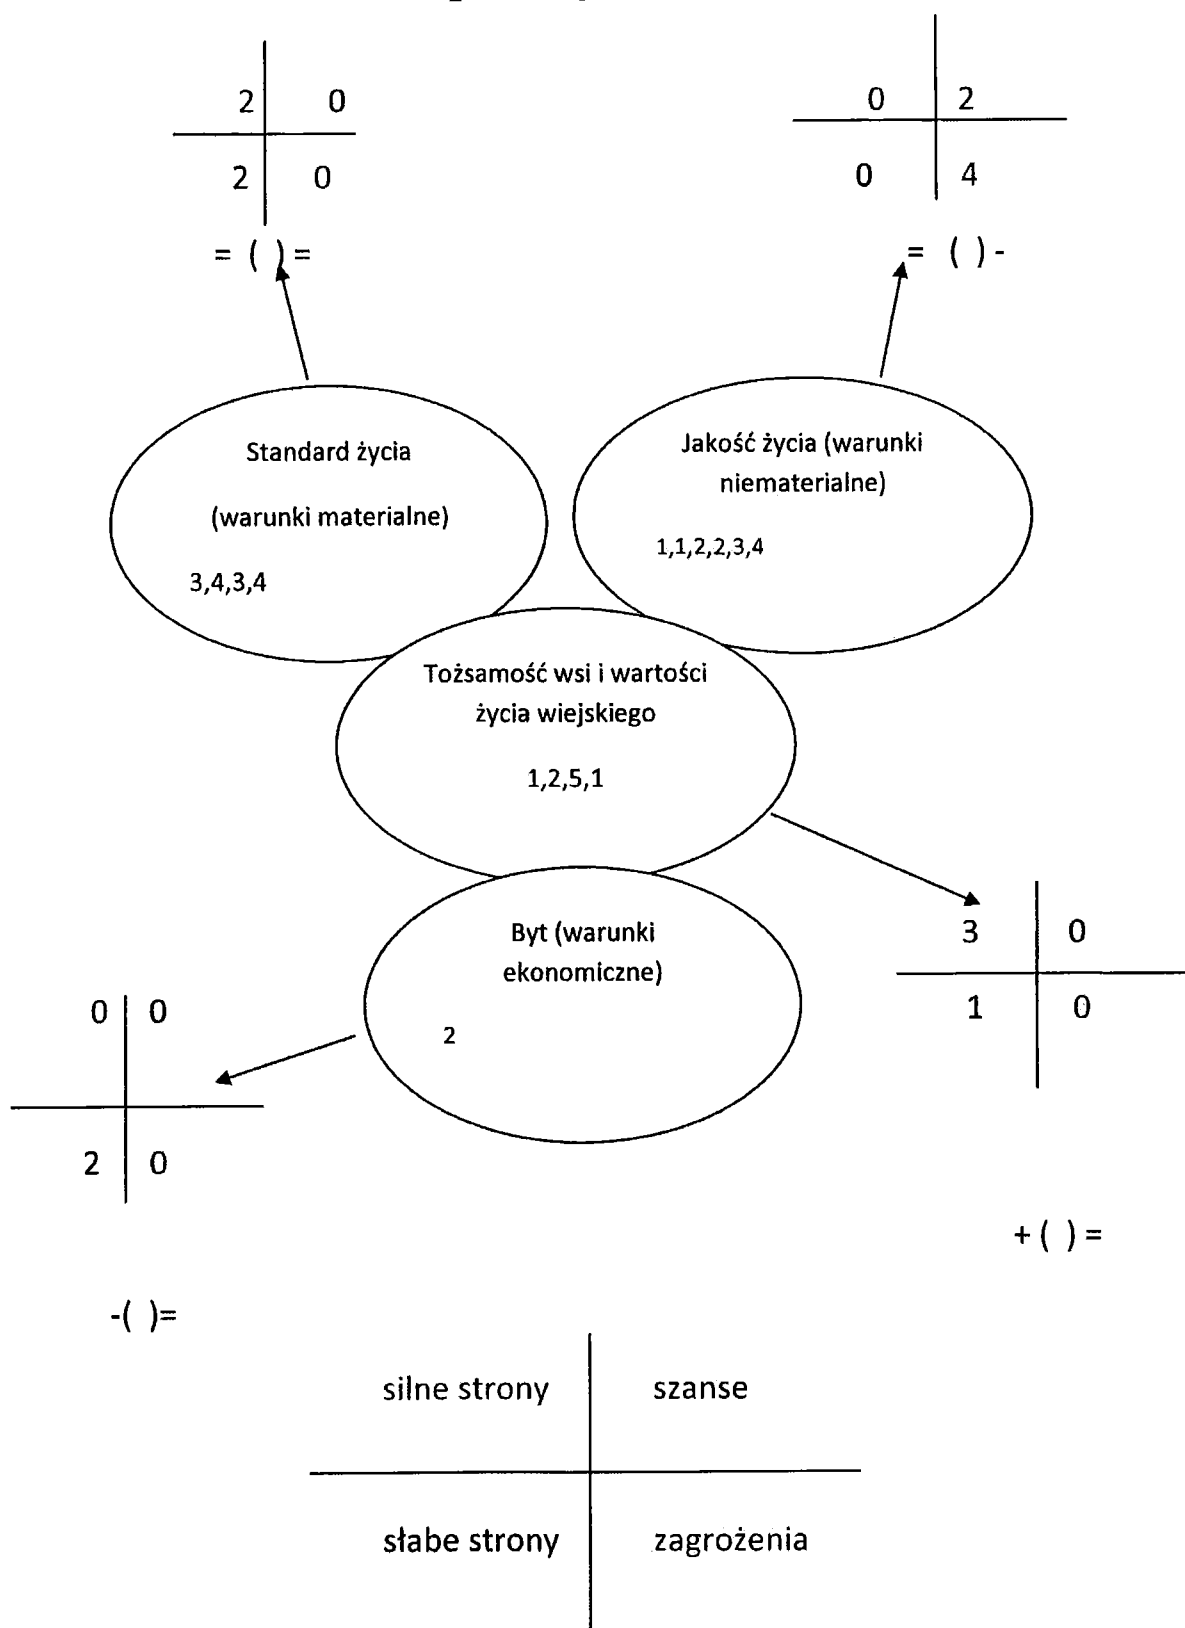 2 0
2 0
= ( ) =
0 2
0 4
= ( ) -
Standard życia
(warunki materialne)
3,4,3,4
Jakość życia (warunki
niematerialne)
1,1,2,2,3,4
Tożsamość wsi i wartości
życia wiejskiego
1,2,5,1
3 0
1 0
+ ( ) =
Byt (warunki
ekonomiczne)
2
0 0
2 0
-( )=
silne strony szanse
słabe strony zagrożenia